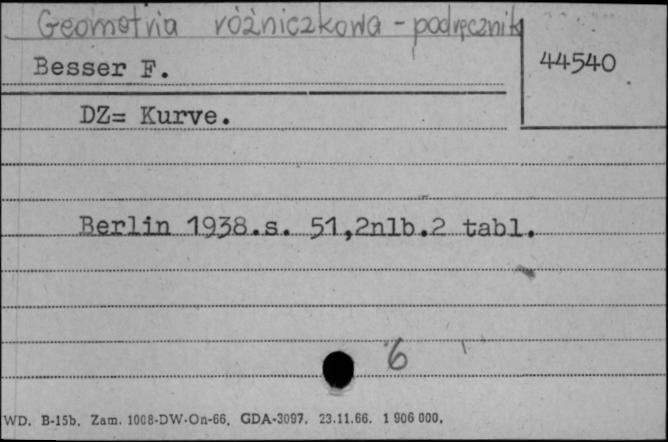 Geometria różniczkowa - podręcznik
44540
Besser F.
DZ= Kurve.
Berlin 1938.s. 51,2nlb.2 tabl.
6
WD. B-15b. Zam. 1008-DW-On-66. GDA-3097. 23.11.66. 1 906 000.